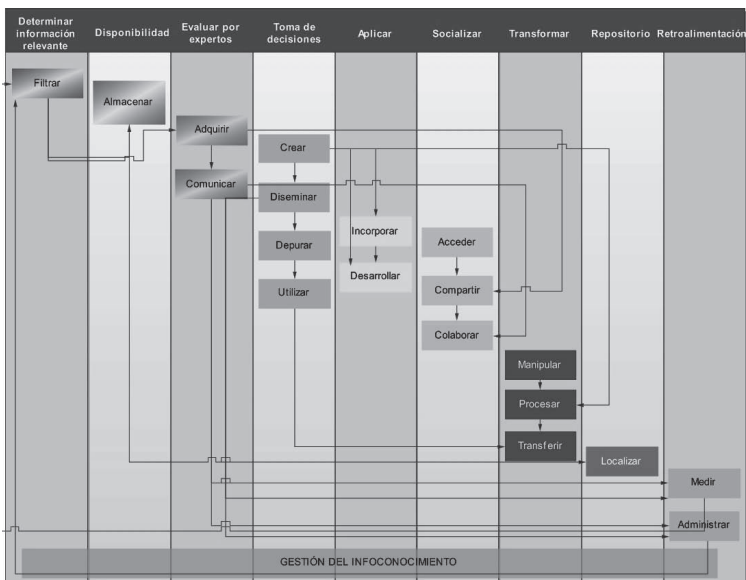 Determinar
información
relevante
Disponibilidad
Evaluar por
expertos
Toma de
decisiones
Aplicar
Socializar
Transformar
Repositorio
Retroalimentación
Filtrar
Almacenar
Adquirir
Comunicar
Crear
Diseminar
Depurar
Utilizar
Incorporar
Desarrollar
Acceder
Compartir
Colaborar
Manipular
Procesar
Transferir
Localizar
Medir
Administrar
GESTIÓN DEL INFOCONOCIMIENTO